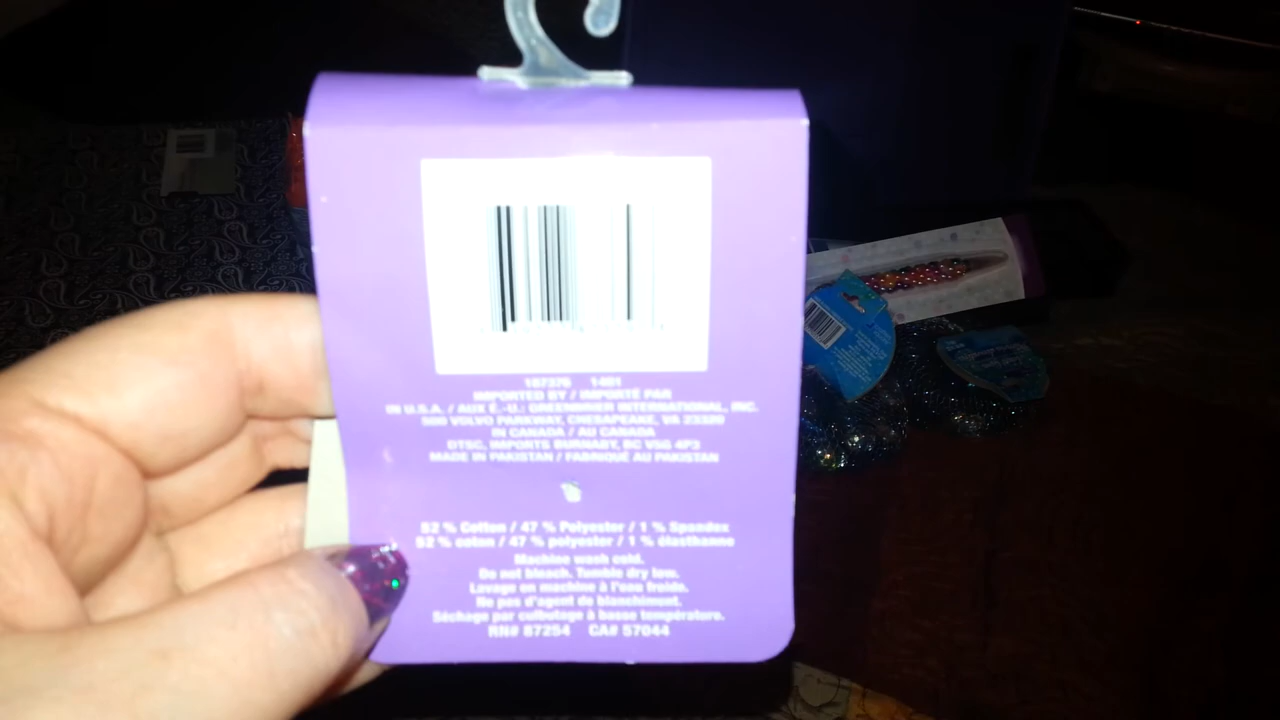 187376 1401
IMPORTED BY / IMPORTÉ PAR
IN U.S.A. / AUX É.-U.: GREENBRIER INTERNATIONAL, INC.
500 VOLVO PARKWAY, CHESAPEAKE, VA 23320
IN CANADA / AU CANADA
DTSC, IMPORTS BURNABY, BC V5G 4P3
MADE IN PAKISTAN / FABRIQUÉ AU PAKISTAN
52 % Cotton / 47 % Polyester / 1 % Spandex
52 % coton / 47 % polyester / 1 % élasthanne
Machine wash cold.
Do not bleach. Tumble dry low.
Lavage en machine à l'eau froide.
Ne pas d'agent de blanchiment.
Séchage par culbutage à basse température.
RN# 87254 CA# 57044